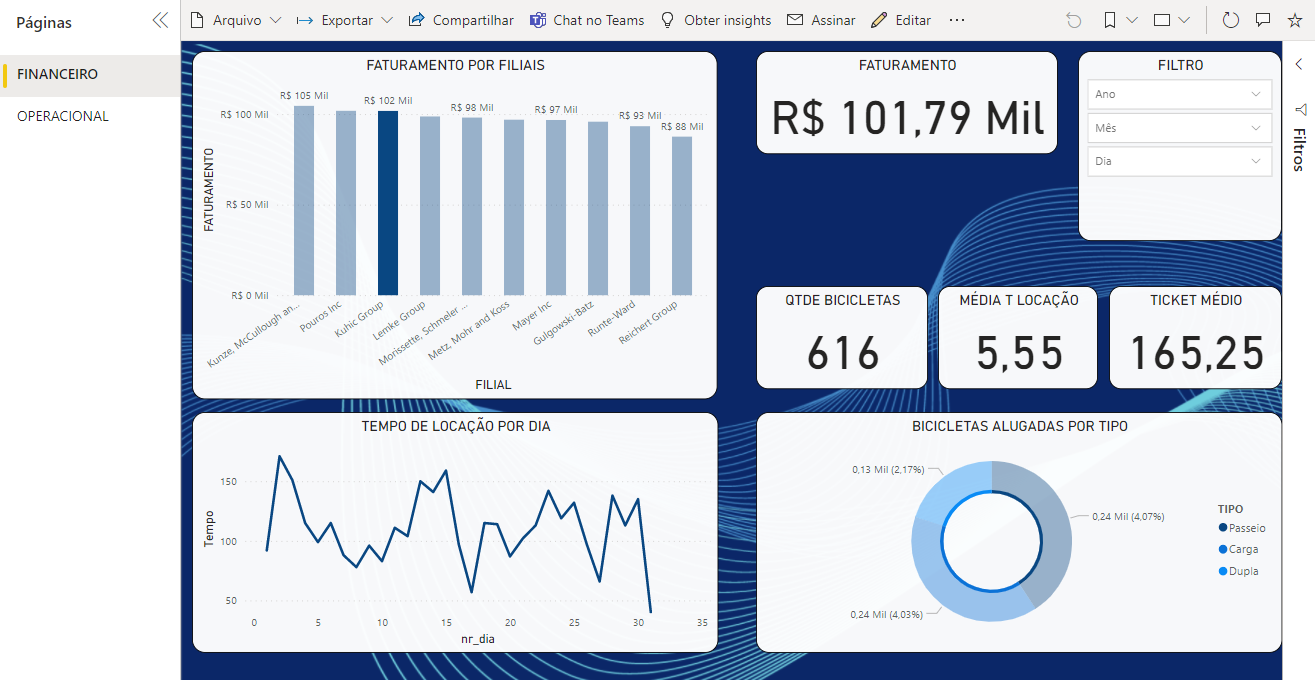 Páginas
FINANCEIRO
OPERACIONAL
Arquivo Exportar Compartilhar Chat no Teams Obter insights Assinar Editar ···
FATURAMENTO POR FILIAIS
FATURAMENTO
R$ 100 Mil
R$ 50 Mil
R$ 0 Mil
R$ 105 Mil
R$ 102 Mil
R$ 98 Mil
R$ 97 Mil
R$ 93 Mil
R$ 88 Mil
Kunze, McCullough an...
Pouros Inc
Kuhic Group
Lemke Group
Morissette, Schmeler ...
Metz, Mohr and Koss
Mayer Inc
Gulgowski-Batz
Runte-Ward
Reichert Group
FILIAL
FATURAMENTO
R$ 101,79 Mil
FILTRO
Ano
Mês
Dia
Filtros
QTDE BICICLETAS
616
MÉDIA T LOCAÇÃO
5,55
TICKET MÉDIO
165,25
TEMPO DE LOCAÇÃO POR DIA
Tempo
150
100
50
0 5 10 15 20 25 30 35
nr_dia
BICICLETAS ALUGADAS POR TIPO
0,13 Mil (2,17%)
0,24 Mil (4,07%)
0,24 Mil (4,03%)
TIPO
Passeio
Carga
Dupla